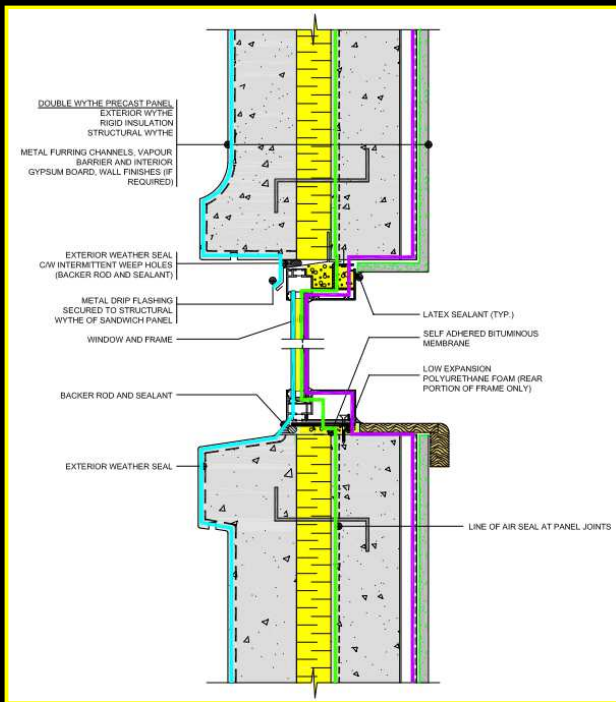 DOUBLE WYTHE PRECAST PANEL
EXTERIOR WYTHE
RIGID INSULATION
STRUCTURAL WYTHE
METAL FURRING CHANNELS, VAPOUR
BARRIER AND INTERIOR
GYPSUM BOARD, WALL FINISHES (IF
REQUIRED)
EXTERIOR WEATHER SEAL
C/W INTERMITTENT WEEP HOLES
(BACKER ROD AND SEALANT)
METAL DRIP FLASHING
SECURED TO STRUCTURAL
WYTHE OF SANDWICH PANEL
WINDOW AND FRAME
BACKER ROD AND SEALANT
EXTERIOR WEATHER SEAL
LATEX SEALANT (TYP.)
SELF ADHERED BITUMINOUS
MEMBRANE
LOW EXPANSION
POLYURETHANE FOAM (REAR
PORTION OF FRAME ONLY)
LINE OF AIR SEAL AT PANEL JOINTS